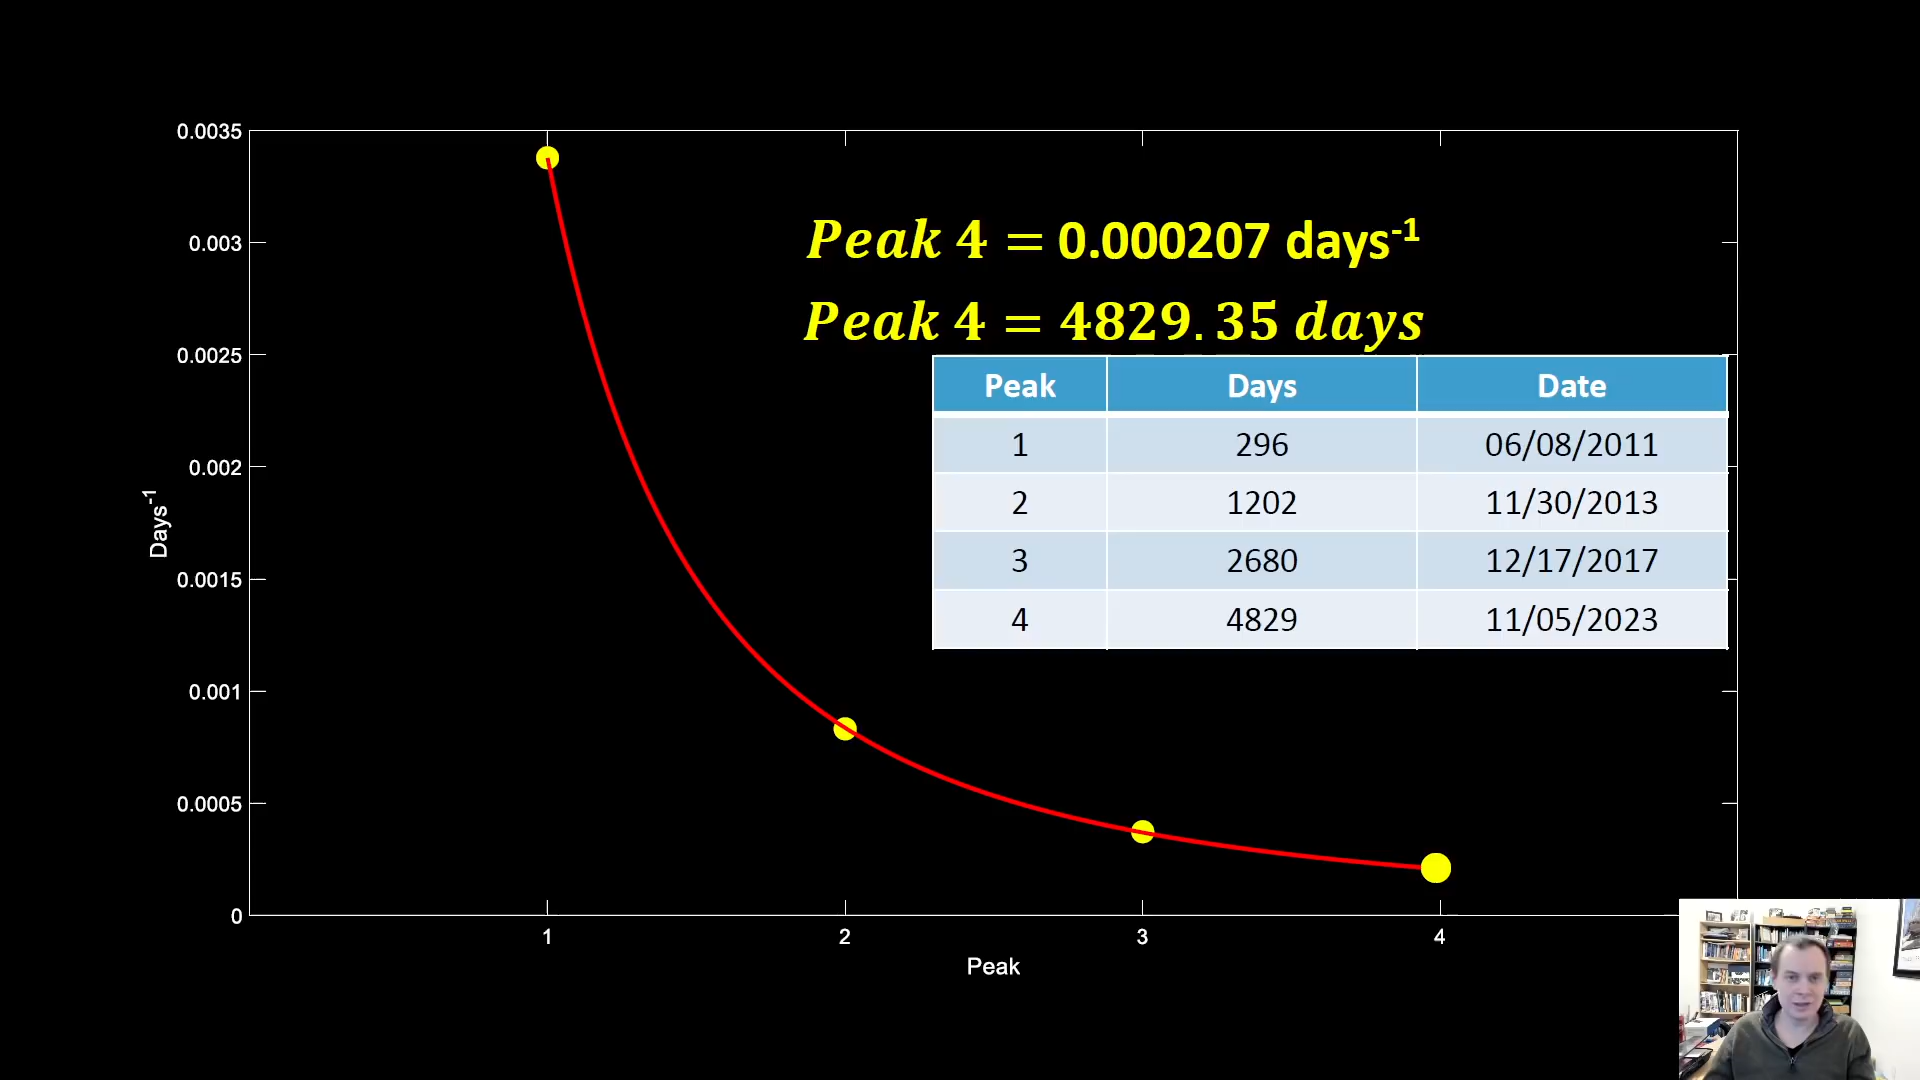 0.0035
0.003
0.0025
0.002
0.0015
0.001
0.0005
0
Days-1
Peak 4 = 0.000207 days-1
Peak 4 = 4829.35 days
Peak Days Date
1 296 06/08/2011
2 1202 11/30/2013
3 2680 12/17/2017
4 4829 11/05/2023
1 2 3 4
Peak